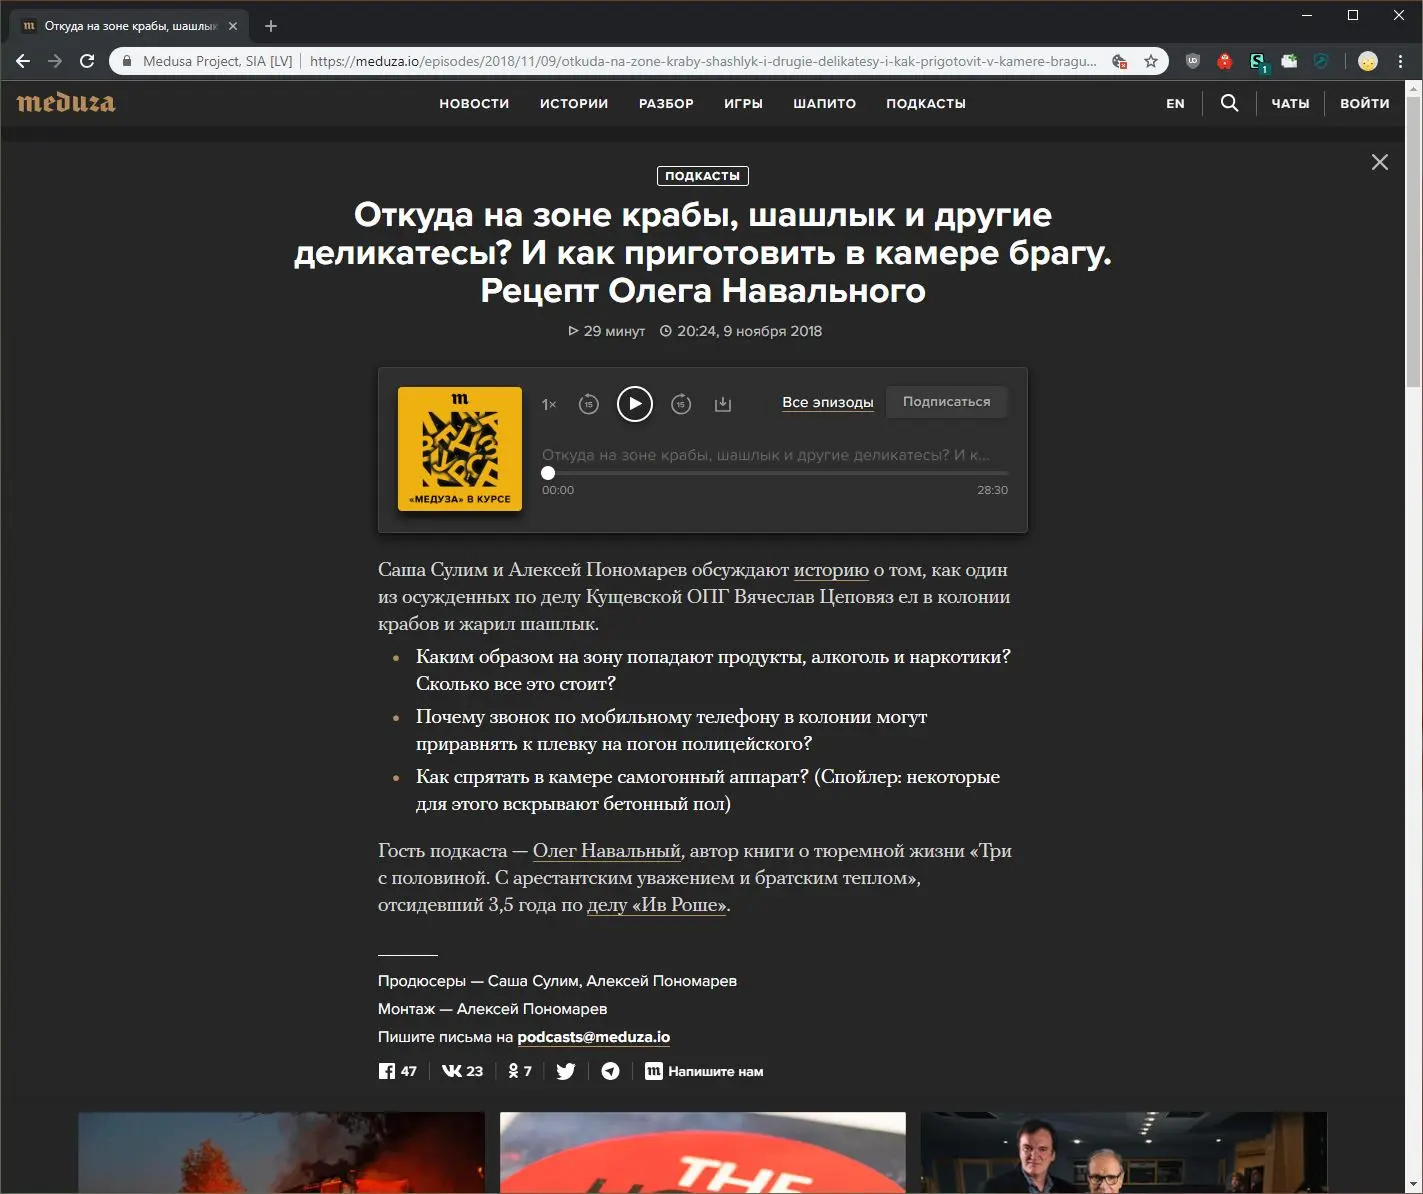 Откуда на зоне крабы, шашлык
Medusa Project, SIA [LV] https://meduza.io/episodes/2018/11/09/otkuda-na-zone-kraby-shashlyk-i-drugie-delikatesy-i-kak-prigotovit-v-kamere-bragu...
1
meduza НОВОСТИ ИСТОРИИ РАЗБОР ИГРЫ ШАПИТО ПОДКАСТЫ EN ЧАТЫ ВОЙТИ
ПОДКАСТЫ
Откуда на зоне крабы, шашлык и другие
деликатесы? И как приготовить в камере брагу.
Рецепт Олега Навального
29 минут 20:24, 9 ноября 2018
m
«МЕДУЗА» В КУРСЕ
1× 15 15 Все эпизоды Подписаться
Откуда на зоне крабы, шашлык и другие деликатесы? И к...
00:00 28:30
Саша Сулим и Алексей Пономарев обсуждают историю о том, как один
из осужденных по делу Кущевской ОПГ Вячеслав Цеповяз ел в колонии
крабов и жарил шашлык.
• Каким образом на зону попадают продукты, алкоголь и наркотики?
Сколько все это стоит?
• Почему звонок по мобильному телефону в колонии могут
приравнять к плевку на погон полицейского?
• Как спрятать в камере самогонный аппарат? (Спойлер: некоторые
для этого вскрывают бетонный пол)
Гость подкаста — Олег Навальный, автор книги о тюремной жизни «Три
с половиной. С арестантским уважением и братским теплом»,
отсидевший 3,5 года по делу «Ив Роше».
Продюсеры — Саша Сулим, Алексей Пономарев
Монтаж — Алексей Пономарев
Пишите письма на podcasts@meduza.io
47 23 7 m Напишите нам
THE